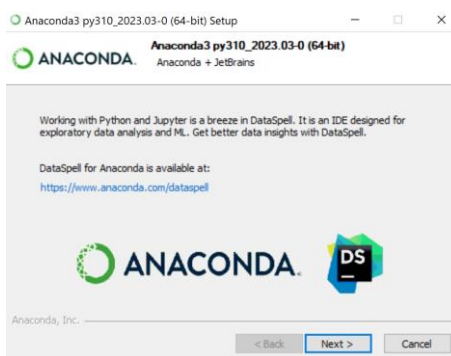 Anaconda3 py310_2023.03-0 (64-bit) Setup
ANACONDA.
Anaconda3 py310_2023.03-0 (64-bit)
Anaconda + JetBrains
Working with Python and Jupyter is a breeze in DataSpell. It is an IDE designed for
exploratory data analysis and ML. Get better data insights with DataSpell.
DataSpell for Anaconda is available at:
https://www.anaconda.com/dataspell
ANACONDA.
DS
Anaconda, Inc.
< Back
Next >
Cancel